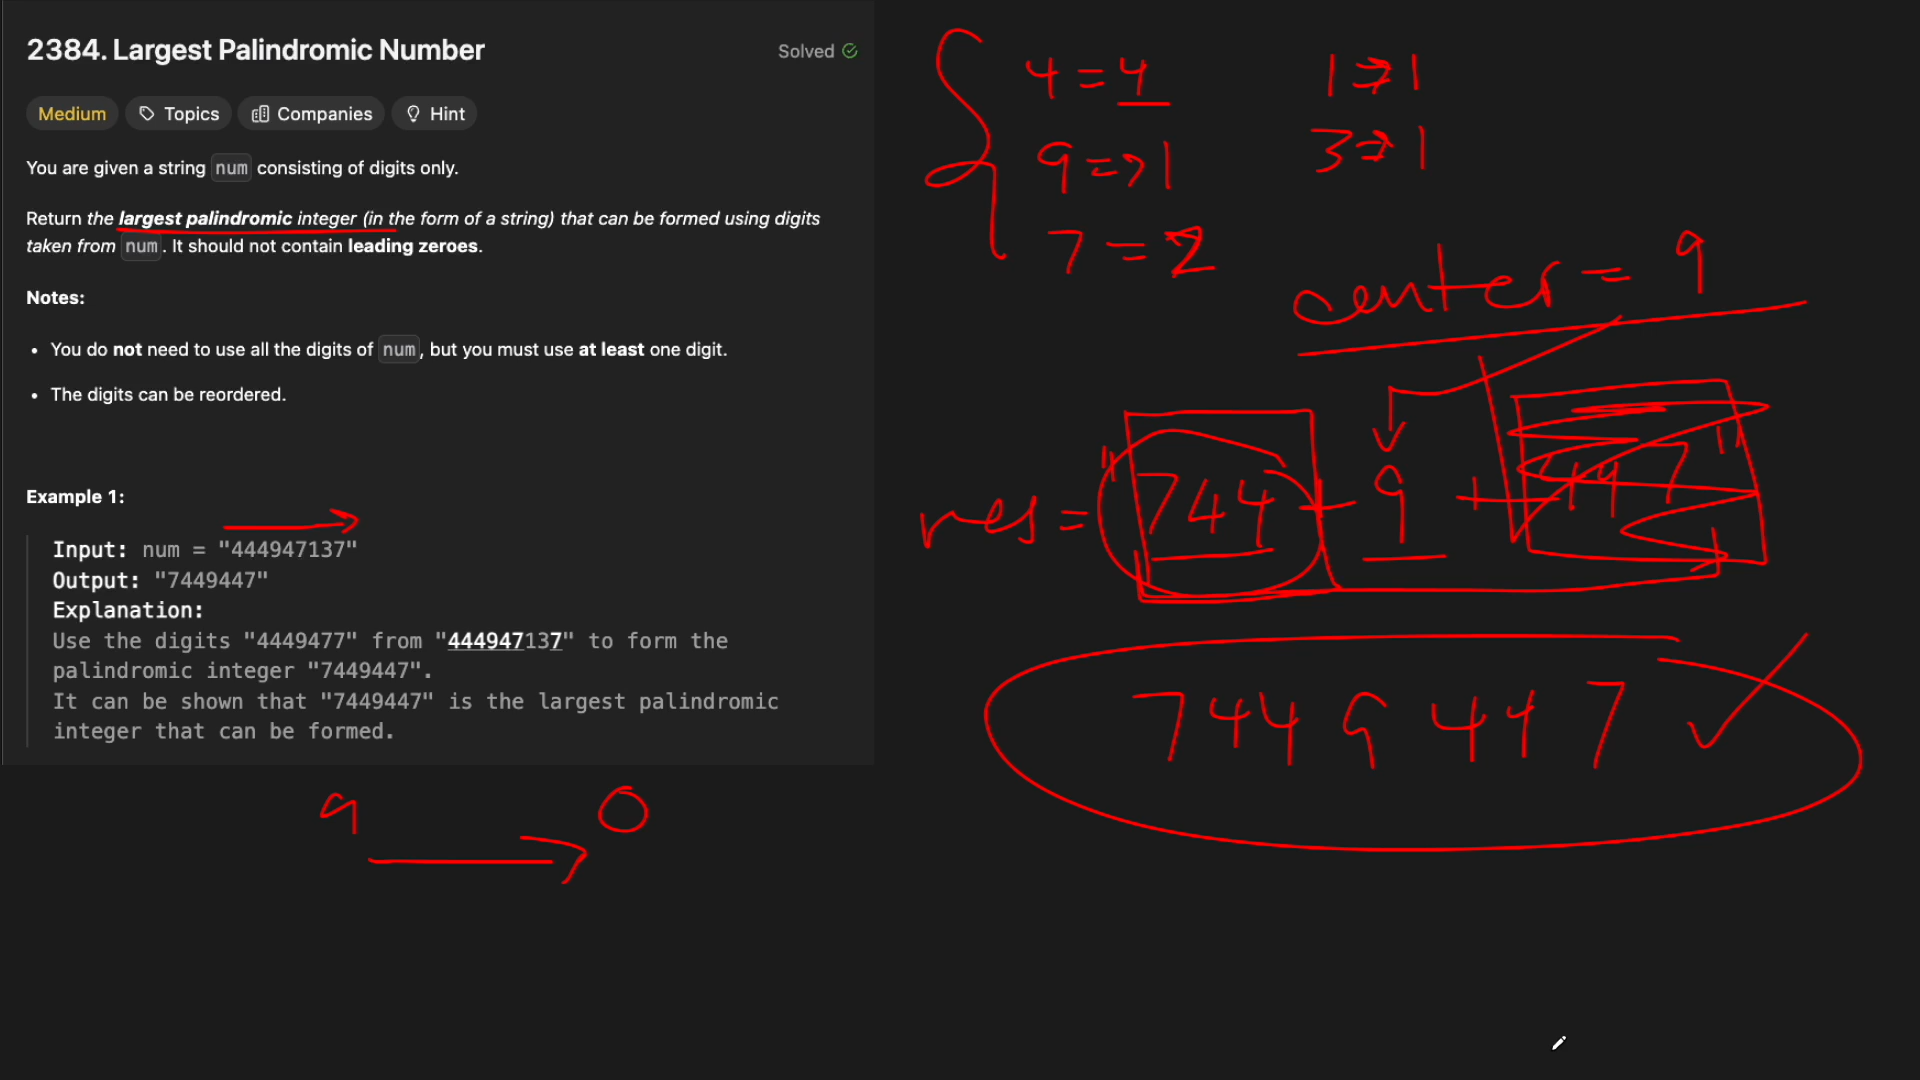 2384. Largest Palindromic Number
Solved
Medium Topics Companies Hint
You are given a string num consisting of digits only.
Return the largest palindromic integer (in the form of a string) that can be formed using digits
taken from num. It should not contain leading zeroes.
Notes:
• You do not need to use all the digits of num, but you must use at least one digit.
• The digits can be reordered.
Example 1:
Input: num = "444947137"
Output: "7449447"
Explanation:
Use the digits "4449477" from "444947137" to form the
palindromic integer "7449447".
It can be shown that "7449447" is the largest palindromic
integer that can be formed.
9 → 0
4 = 4
9 => 1
7 = 2
1 => 1
3 => 1
center = 9
res = "744 + 9 + 447"
744 9 447